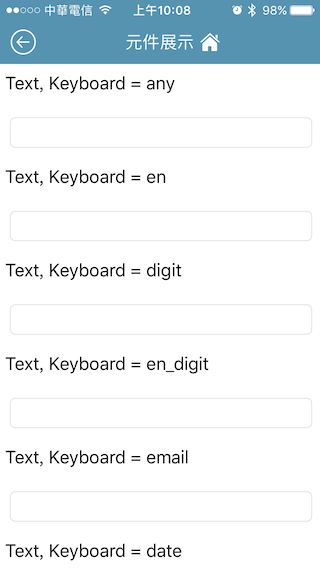 中華電信 上午10:08 98%
元件展示
Text, Keyboard = any
Text, Keyboard = en
Text, Keyboard = digit
Text, Keyboard = en_digit
Text, Keyboard = email
Text, Keyboard = date